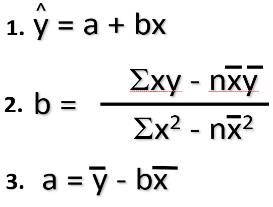 1. ŷ = a + bx
2. b = (Σxy - nx̅y̅) / (Σx² - nx̅²)
3. a = y̅ - bx̅